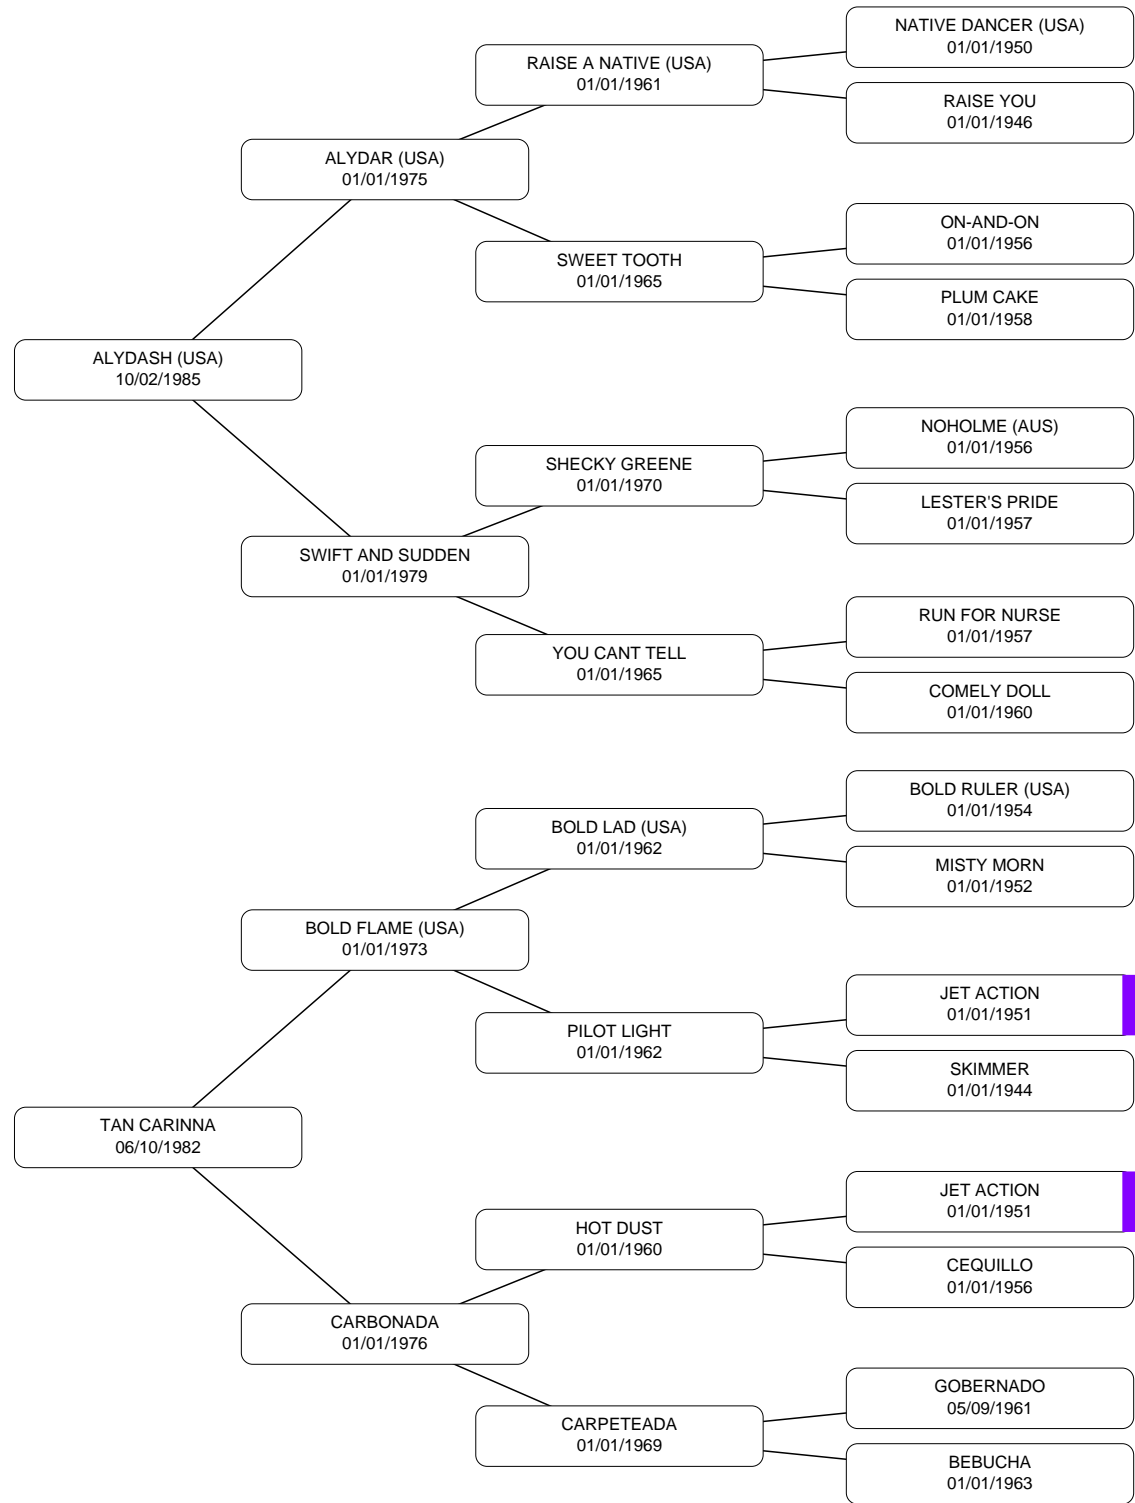 NATIVE DANCER (USA)
01/01/1950
RAISE A NATIVE (USA)
01/01/1961
RAISE YOU
01/01/1946
ALYDAR (USA)
01/01/1975
ON-AND-ON
01/01/1956
SWEET TOOTH
01/01/1965
PLUM CAKE
01/01/1958
ALYDASH (USA)
10/02/1985
NOHOLME (AUS)
01/01/1956
SHECKY GREENE
01/01/1970
LESTER'S PRIDE
01/01/1957
SWIFT AND SUDDEN
01/01/1979
RUN FOR NURSE
01/01/1957
YOU CANT TELL
01/01/1965
COMELY DOLL
01/01/1960
BOLD RULER (USA)
01/01/1954
BOLD LAD (USA)
01/01/1962
MISTY MORN
01/01/1952
BOLD FLAME (USA)
01/01/1973
JET ACTION
01/01/1951
PILOT LIGHT
01/01/1962
SKIMMER
01/01/1944
TAN CARINNA
06/10/1982
JET ACTION
01/01/1951
HOT DUST
01/01/1960
CEQUILLO
01/01/1956
CARBONADA
01/01/1976
GOBERNADO
05/09/1961
CARPETEADA
01/01/1969
BEBUCHA
01/01/1963